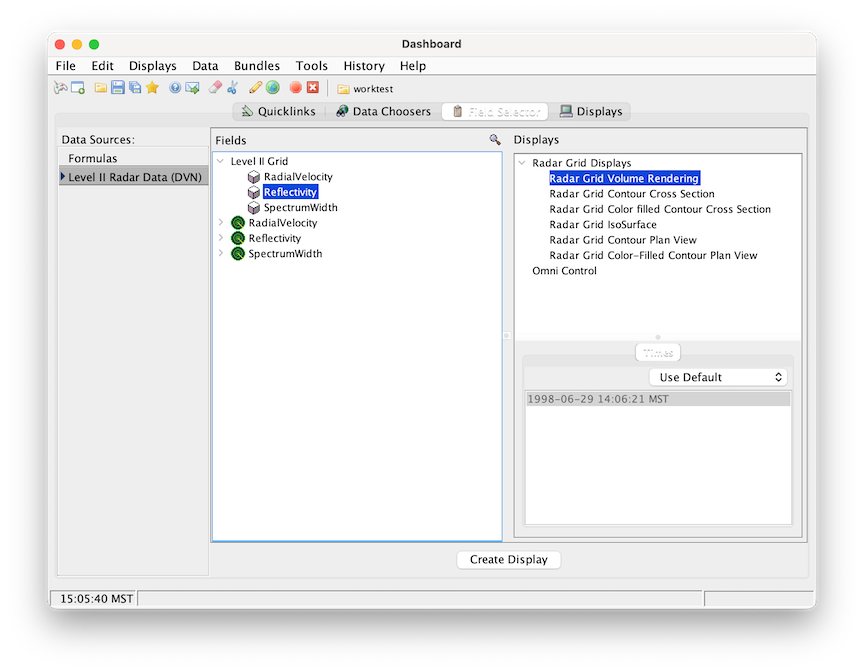 Dashboard
File Edit Displays Data Bundles Tools History Help
worktest
Quicklinks Data Choosers Field Selector Displays
Data Sources:
Formulas
Level II Radar Data (DVN)
Fields
Level II Grid
RadialVelocity
Reflectivity
SpectrumWidth
RadialVelocity
Reflectivity
SpectrumWidth
Displays
Radar Grid Displays
Radar Grid Volume Rendering
Radar Grid Contour Cross Section
Radar Grid Color filled Contour Cross Section
Radar Grid IsoSurface
Radar Grid Contour Plan View
Radar Grid Color-Filled Contour Plan View
Omni Control
Times
Use Default
1998-06-29 14:06:21 MST
Create Display
15:05:40 MST